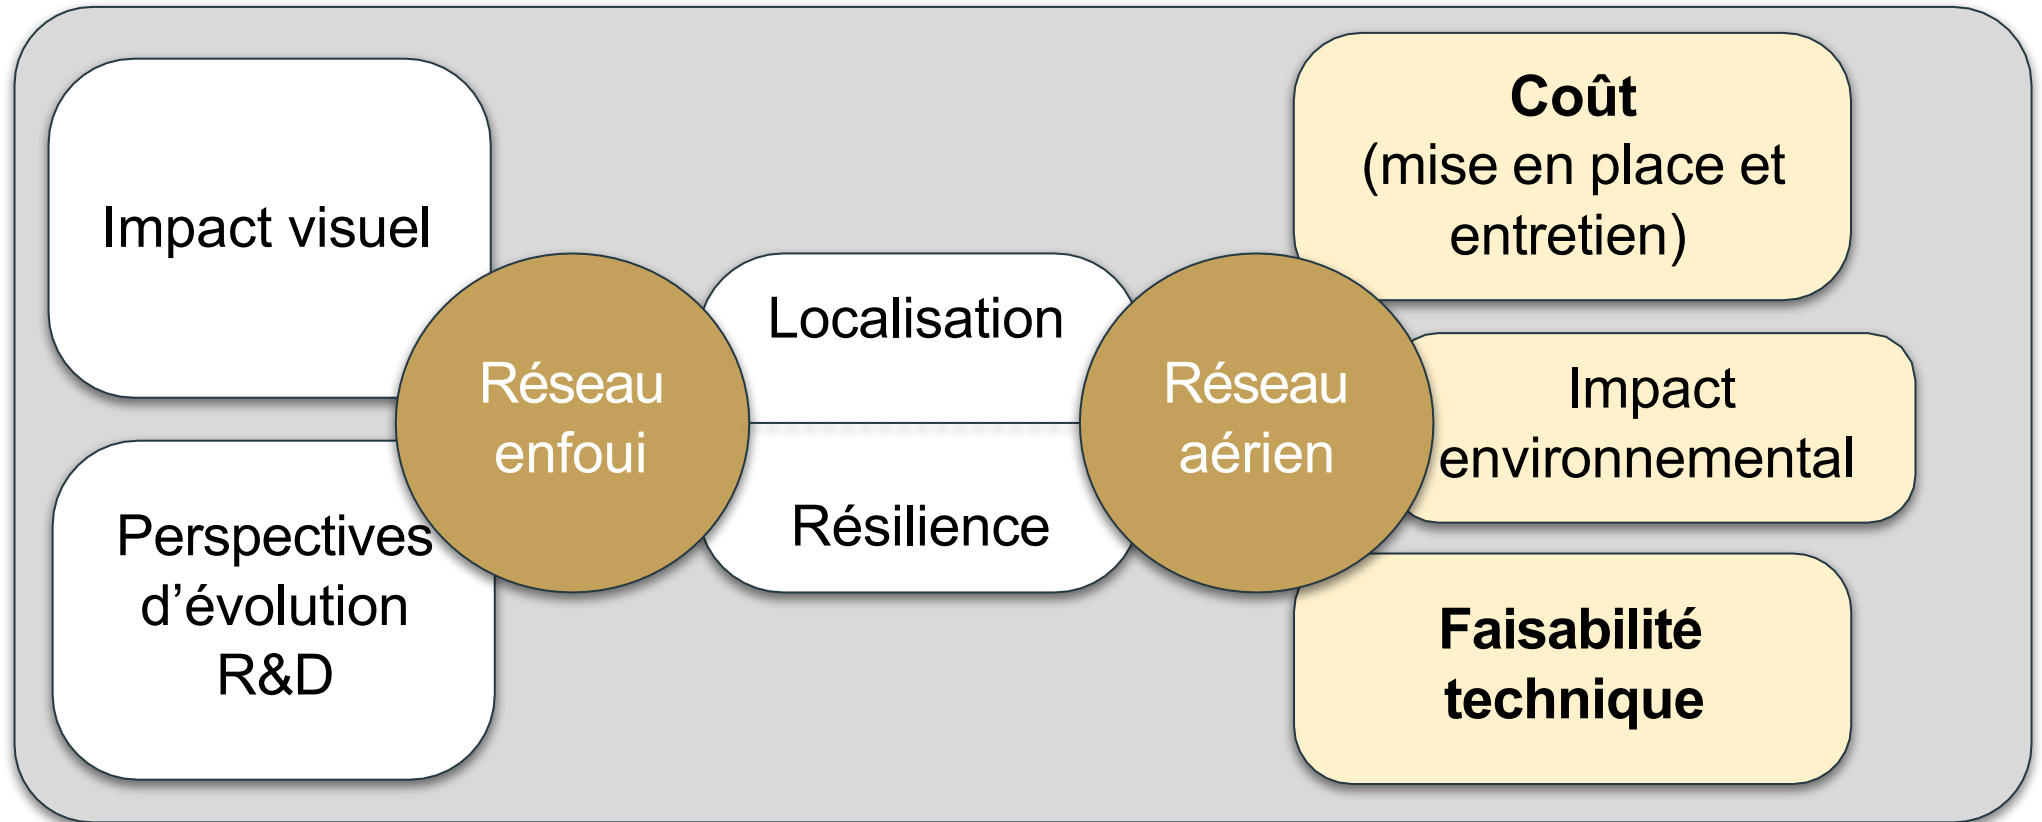 Impact visuel
Perspectives
d’évolution
R&D
Réseau
enfoui
Localisation
Résilience
Réseau
aérien
Coût
(mise en place et
entretien)
Impact
environnemental
Faisabilité
technique